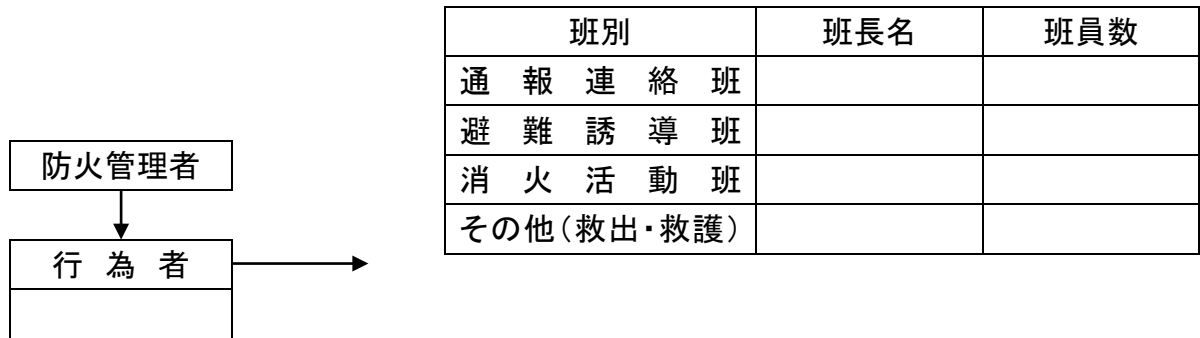 班別 班長名 班員数
通報連絡班
避難誘導班
消火活動班
その他(救出・救護)
防火管理者
行為者